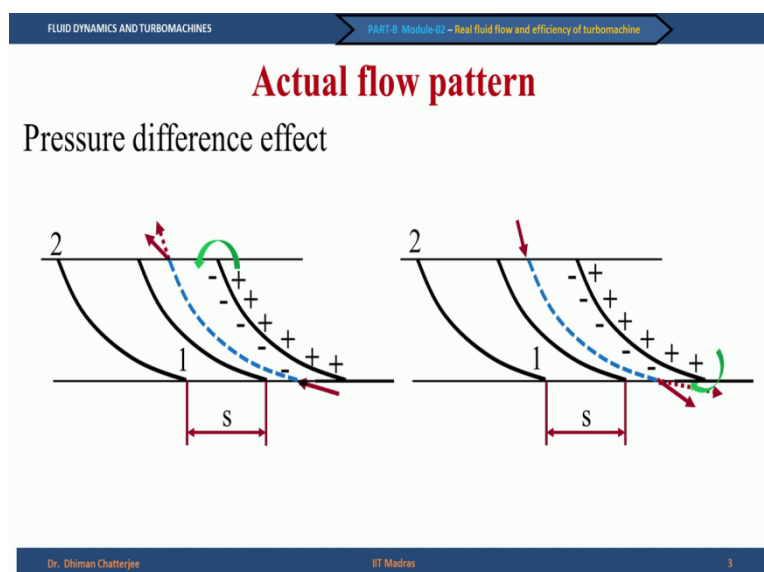 FLUID DYNAMICS AND TURBOMACHINES
PART-B Module-02 – Real fluid flow and efficiency of turbomachine
Actual flow pattern
Pressure difference effect
2
1
s
- + - + - + - + - + +
2
1
s
- + - + - + - + - + +
Dr. Dhiman Chatterjee
IIT Madras
3